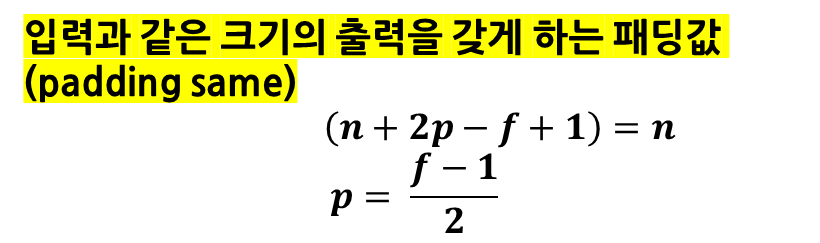 입력과 같은 크기의 출력을 갖게 하는 패딩값
(padding same)
(n + 2p − f + 1) = n
p = \frac{f − 1}{2}